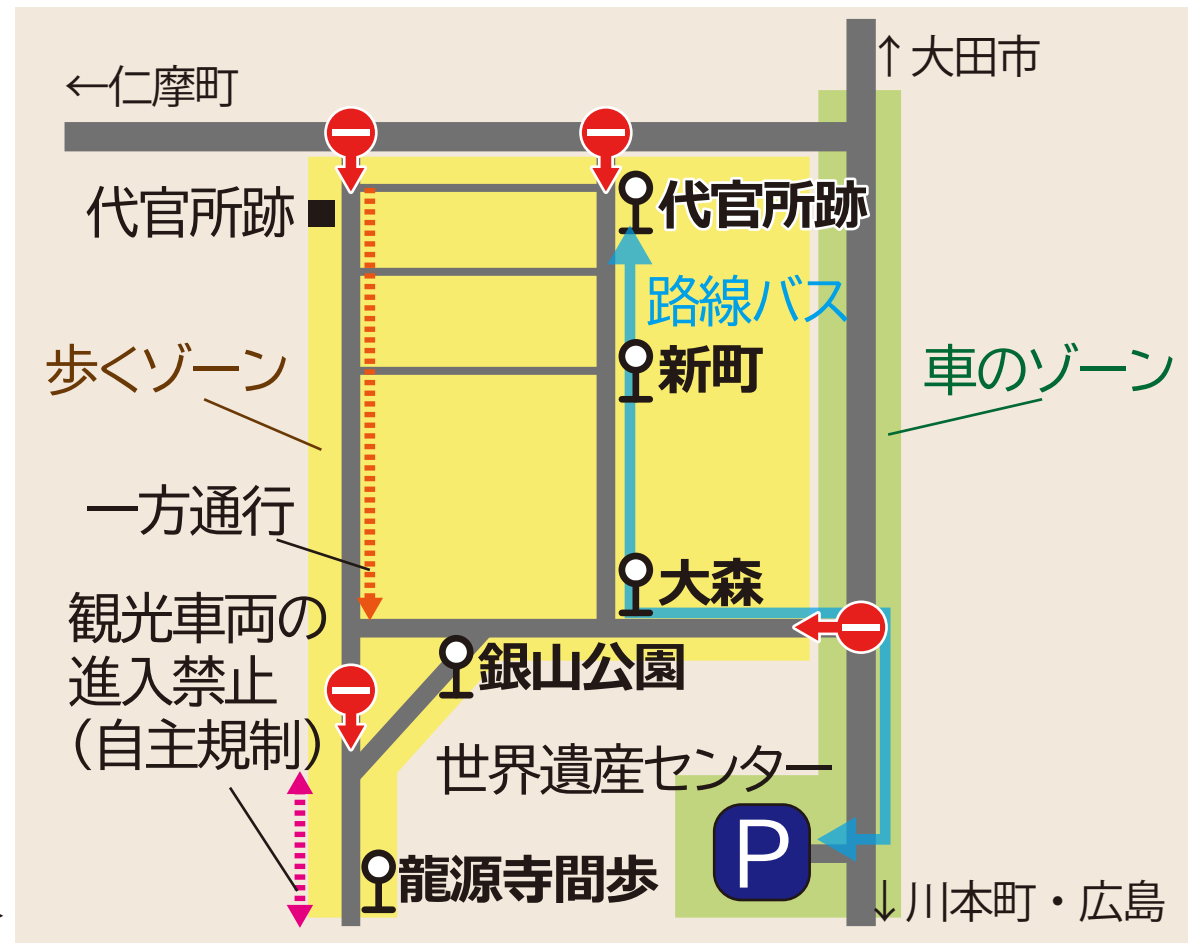 ↑大田市
←仁摩町
代官所跡
代官所跡
路線バス
歩くゾーン
新町
車のゾーン
一方通行
大森
観光車両の
進入禁止
（自主規制）
銀山公園
世界遺産センター
P
龍源寺間歩
↓川本町・広島